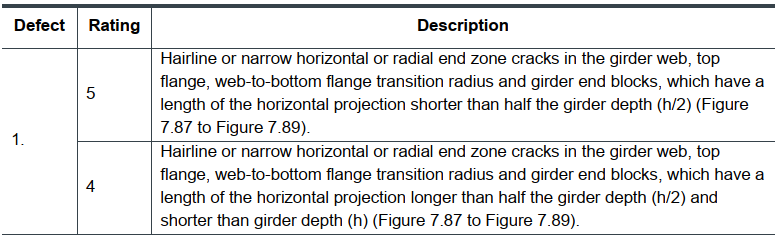 Defect Rating Description
1.
5
Hairline or narrow horizontal or radial end zone cracks in the girder web, top
flange, web-to-bottom flange transition radius and girder end blocks, which have a
length of the horizontal projection shorter than half the girder depth (h/2) (Figure
7.87 to Figure 7.89).
4
Hairline or narrow horizontal or radial end zone cracks in the girder web, top
flange, web-to-bottom flange transition radius and girder end blocks, which have a
length of the horizontal projection longer than half the girder depth (h/2) and
shorter than girder depth (h) (Figure 7.87 to Figure 7.89).